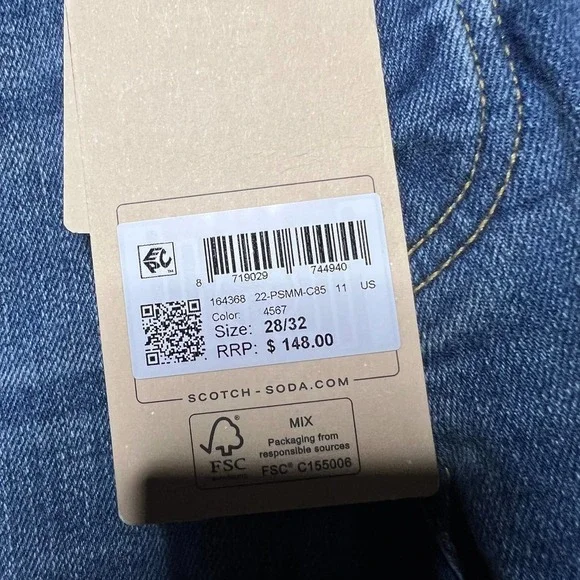 EPC
8 719029 744940
164368 22-PSMM-C85 11 US
Color: 4567
Size: 28/32
RRP: $ 148.00
SCOTCH-SODA.COM
FSC
MIX
Packaging from
responsible sources
FSC® C155006